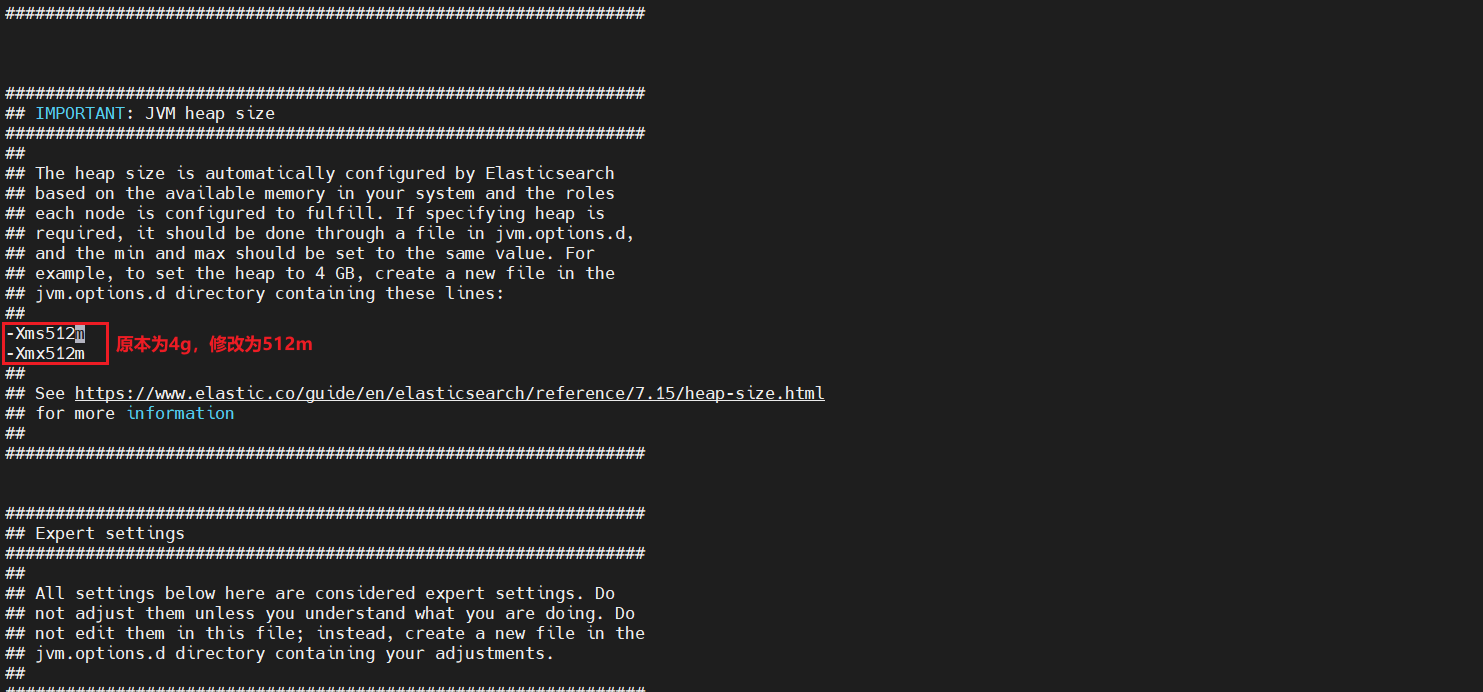 ################################################################
################################################################
## IMPORTANT: JVM heap size
################################################################
##
## The heap size is automatically configured by Elasticsearch
## based on the available memory in your system and the roles
## each node is configured to fulfill. If specifying heap is
## required, it should be done through a file in jvm.options.d,
## and the min and max should be set to the same value. For
## example, to set the heap to 4 GB, create a new file in the
## jvm.options.d directory containing these lines:
##
-Xms512m
-Xmx512m
原本为4g，修改为512m
##
## See https://www.elastic.co/guide/en/elasticsearch/reference/7.15/heap-size.html
## for more information
##
################################################################
################################################################
## Expert settings
################################################################
##
## All settings below here are considered expert settings. Do
## not adjust them unless you understand what you are doing. Do
## not edit them in this file; instead, create a new file in the
## jvm.options.d directory containing your adjustments.
##
################################################################